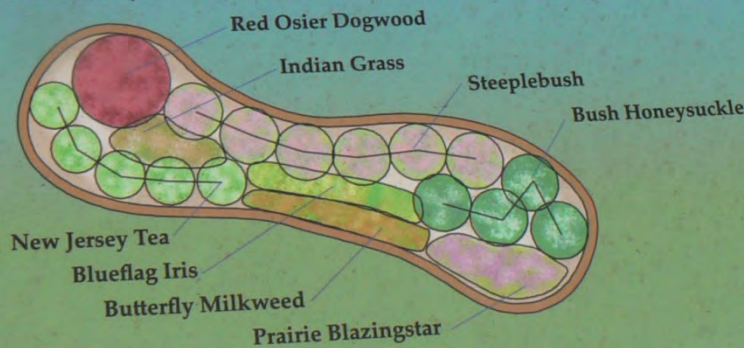 Red Osier Dogwood
Indian Grass
Steeplebush
Bush Honeysuckle
New Jersey Tea
Blueflag Iris
Butterfly Milkweed
Prairie Blazingstar